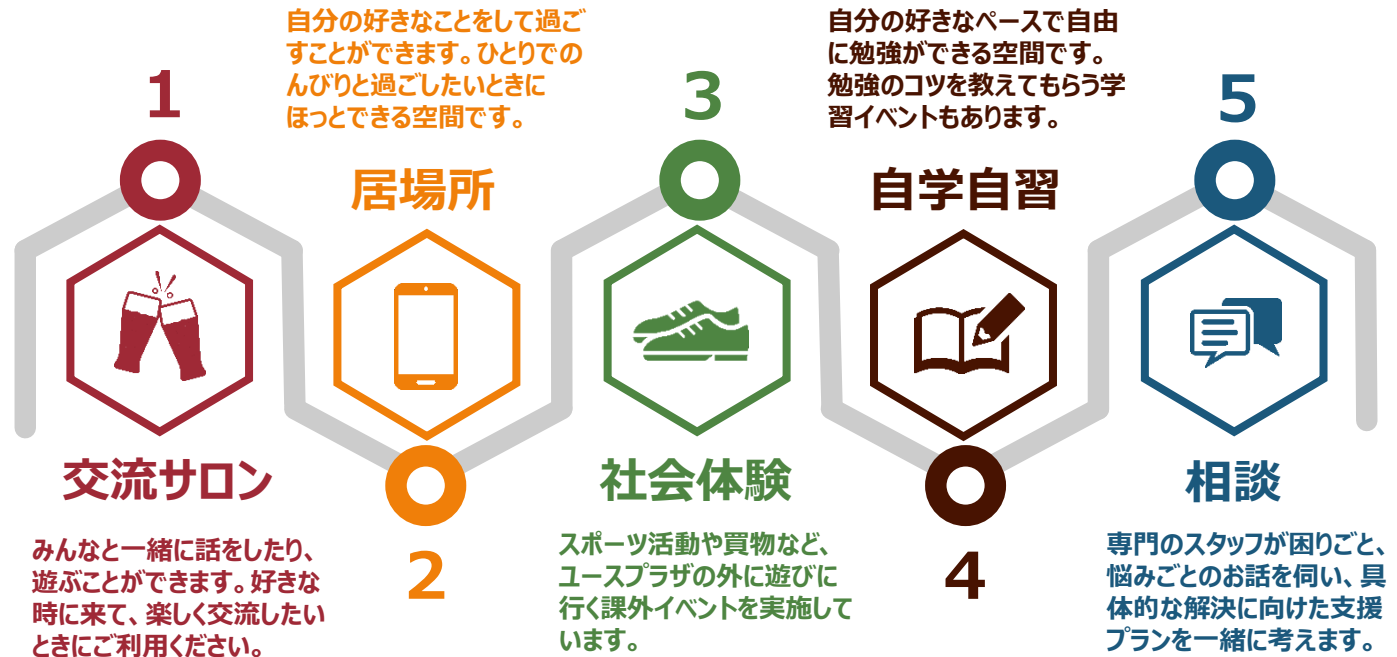 1
交流サロン
みんなと一緒に話をしたり、
遊ぶことができます。好きな
時に来て、楽しく交流したい
ときにご利用ください。
自分の好きなことをして過ご
すことができます。ひとりでの
んびりと過ごしたいときに
ほっとできる空間です。
居場所
2
3
社会体験
スポーツ活動や買物など、
ユースプラザの外に遊びに
行く課外イベントを実施して
います。
自分の好きなペースで自由
に勉強ができる空間です。
勉強のコツを教えてもらう学
習イベントもあります。
自学自習
4
5
相談
専門のスタッフが困りごと、
悩みごとのお話を伺い、具
体的な解決に向けた支援
プランを一緒に考えます。